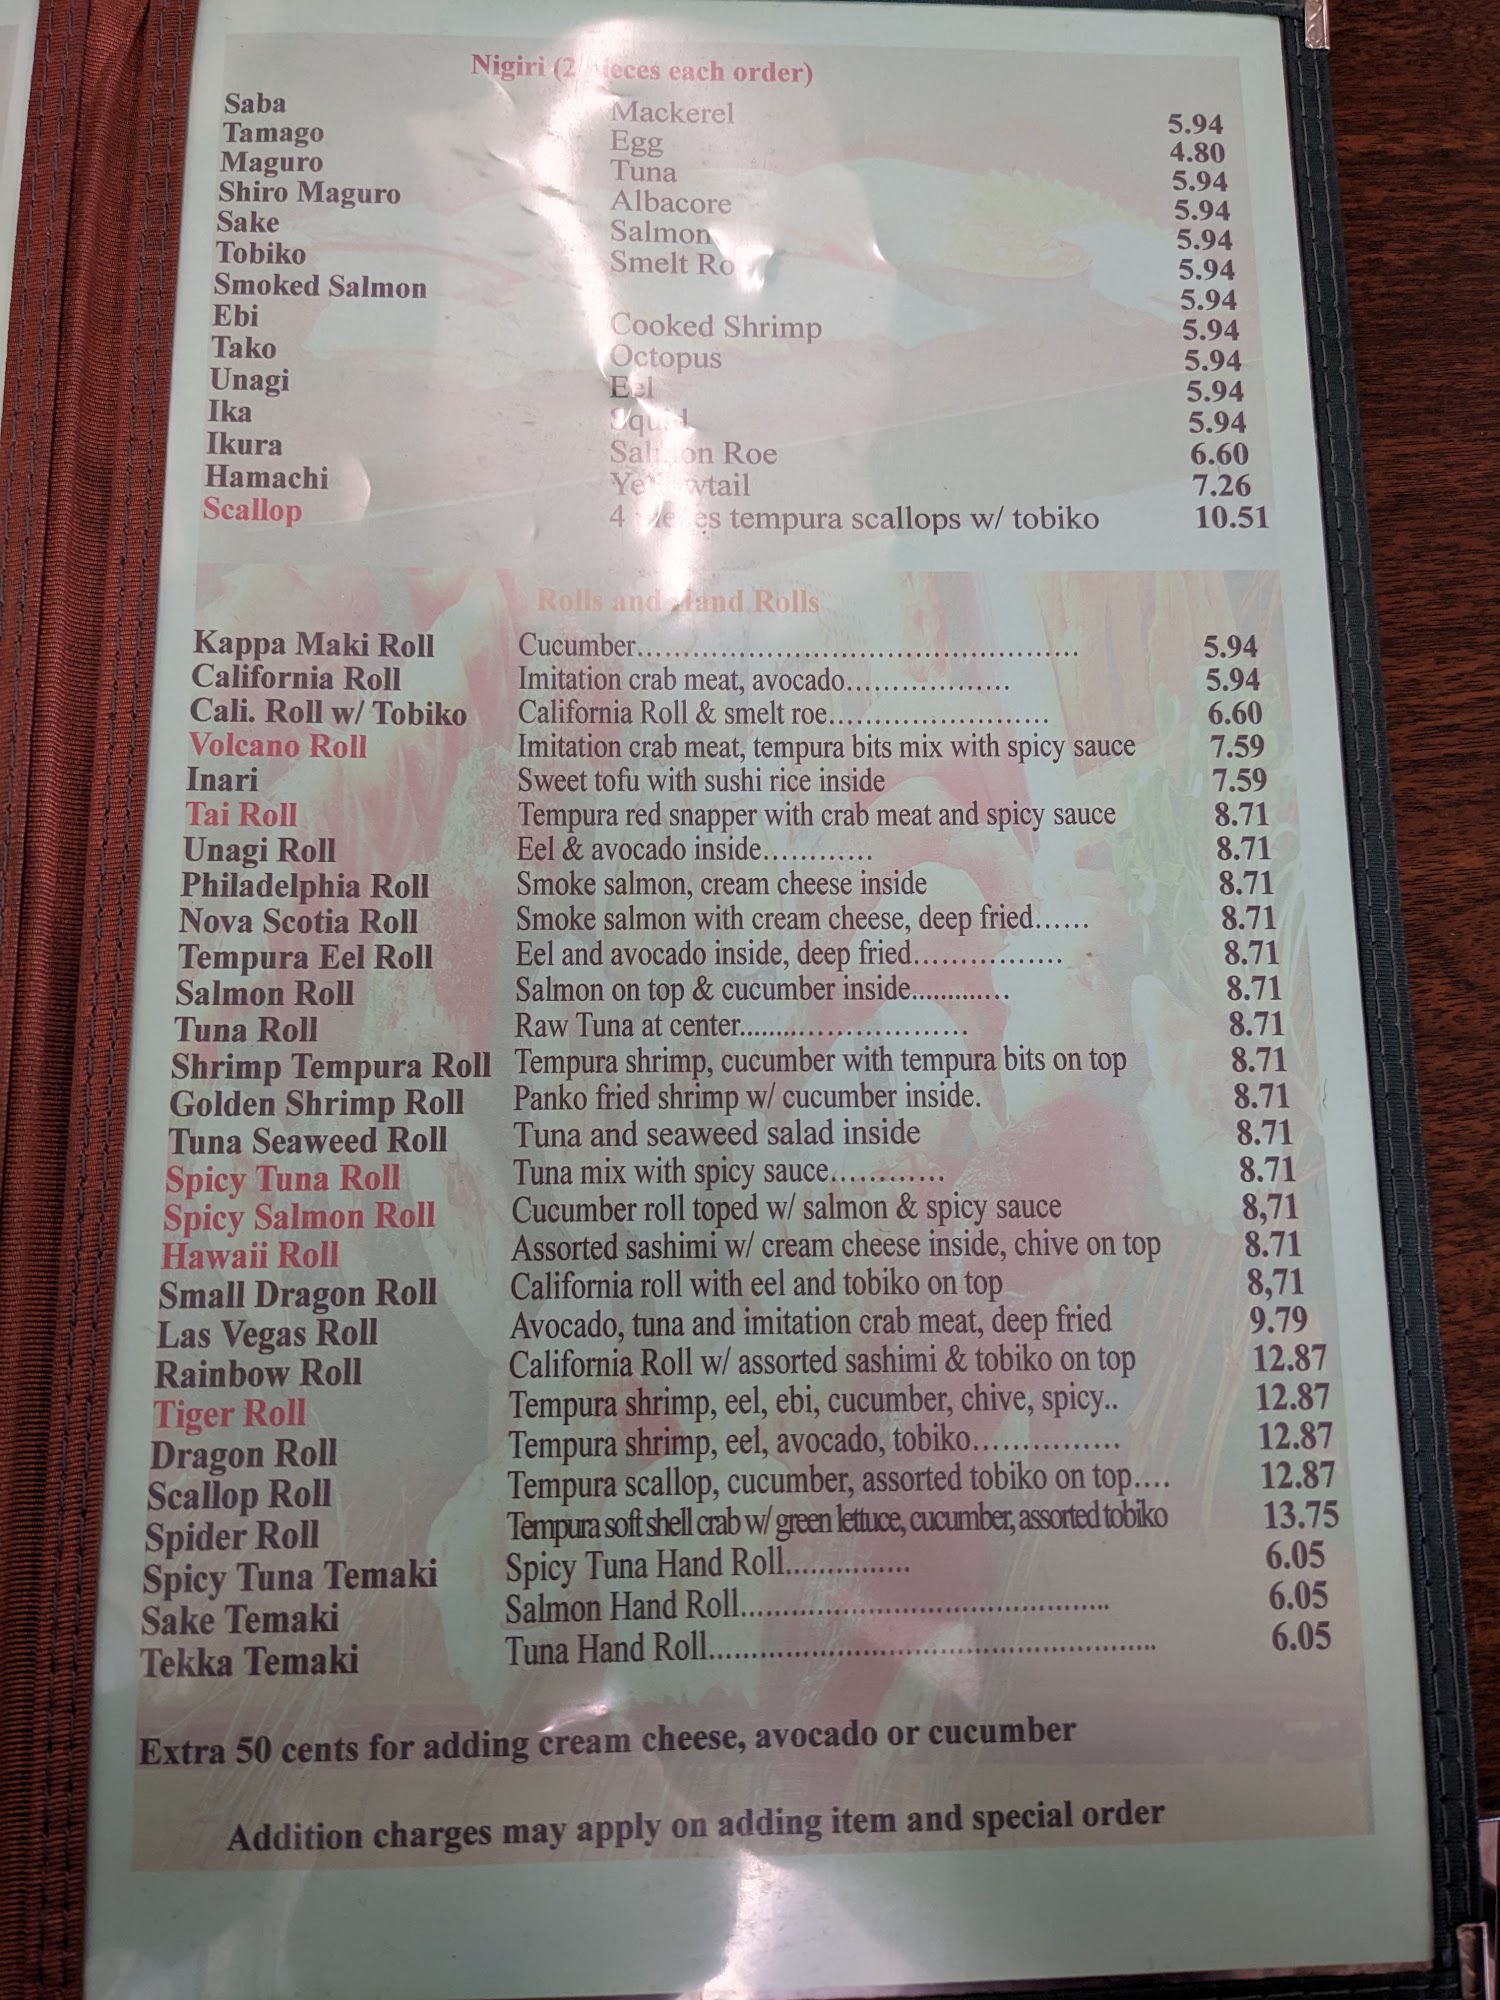 Nigiri (2 pieces each order)
Saba Mackerel 5.94
Tamago Egg 4.80
Maguro Tuna 5.94
Shiro Maguro Albacore 5.94
Sake Salmon 5.94
Tobiko Smelt Roe 5.94
Smoked Salmon 5.94
Ebi Cooked Shrimp 5.94
Tako Octopus 5.94
Unagi Eel 5.94
Ika Squid 5.94
Ikura Salmon Roe 6.60
Hamachi Yellowtail 7.26
Scallop 4 pieces tempura scallops w/ tobiko 10.51
Rolls and Hand Rolls
Kappa Maki Roll Cucumber................................................ 5.94
California Roll Imitation crab meat, avocado.................. 5.94
Cali. Roll w/ Tobiko California Roll & smelt roe........................ 6.60
Volcano Roll Imitation crab meat, tempura bits mix with spicy sauce 7.59
Inari Sweet tofu with sushi rice inside 7.59
Tai Roll Tempura red snapper with crab meat and spicy sauce 8.71
Unagi Roll Eel & avocado inside............ 8.71
Philadelphia Roll Smoke salmon, cream cheese inside 8.71
Nova Scotia Roll Smoke salmon with cream cheese, deep fried...... 8.71
Tempura Eel Roll Eel and avocado inside, deep fried................ 8.71
Salmon Roll Salmon on top & cucumber inside............. 8.71
Tuna Roll Raw Tuna at center.......................... 8.71
Shrimp Tempura Roll Tempura shrimp, cucumber with tempura bits on top 8.71
Golden Shrimp Roll Panko fried shrimp w/ cucumber inside. 8.71
Tuna Seaweed Roll Tuna and seaweed salad inside 8.71
Spicy Tuna Roll Tuna mix with spicy sauce............ 8.71
Spicy Salmon Roll Cucumber roll toped w/ salmon & spicy sauce 8,71
Hawaii Roll Assorted sashimi w/ cream cheese inside, chive on top 8.71
Small Dragon Roll California roll with eel and tobiko on top 8,71
Las Vegas Roll Avocado, tuna and imitation crab meat, deep fried 9.79
Rainbow Roll California Roll w/ assorted sashimi & tobiko on top 12.87
Tiger Roll Tempura shrimp, eel, ebi, cucumber, chive, spicy.. 12.87
Dragon Roll Tempura shrimp, eel, avocado, tobiko............... 12.87
Scallop Roll Tempura scallop, cucumber, assorted tobiko on top.... 12.87
Spider Roll Tempura soft shell crab w/ green lettuce, cucumber, assorted tobiko 13.75
Spicy Tuna Temaki Spicy Tuna Hand Roll............... 6.05
Sake Temaki Salmon Hand Roll............................................ 6.05
Tekka Temaki Tuna Hand Roll...................................................... 6.05
Extra 50 cents for adding cream cheese, avocado or cucumber
Addition charges may apply on adding item and special order